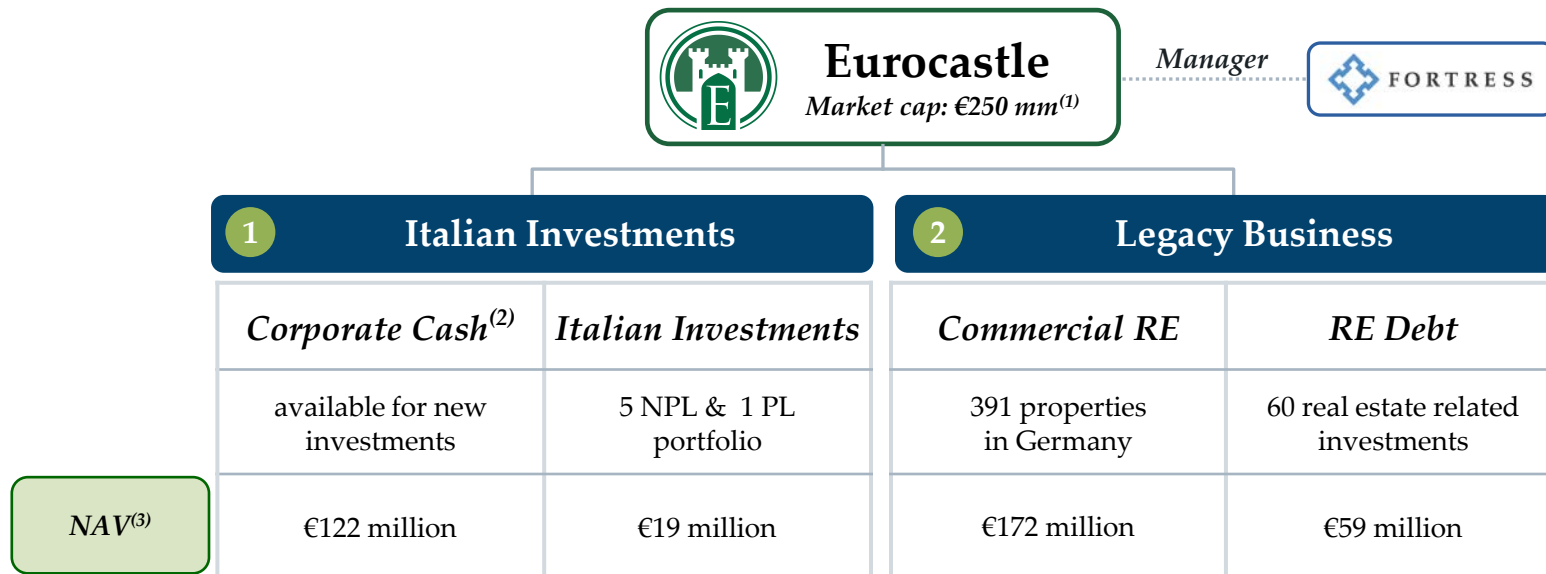 Eurocastle
Market cap: €250 mm(1)
E
Manager
FORTRESS
1 Italian Investments
2 Legacy Business
Corporate Cash(2)
Italian Investments
Commercial RE
RE Debt
available for new
investments
5 NPL & 1 PL
portfolio
391 properties
in Germany
60 real estate related
investments
NAV(3)
€122 million
€19 million
€172 million
€59 million